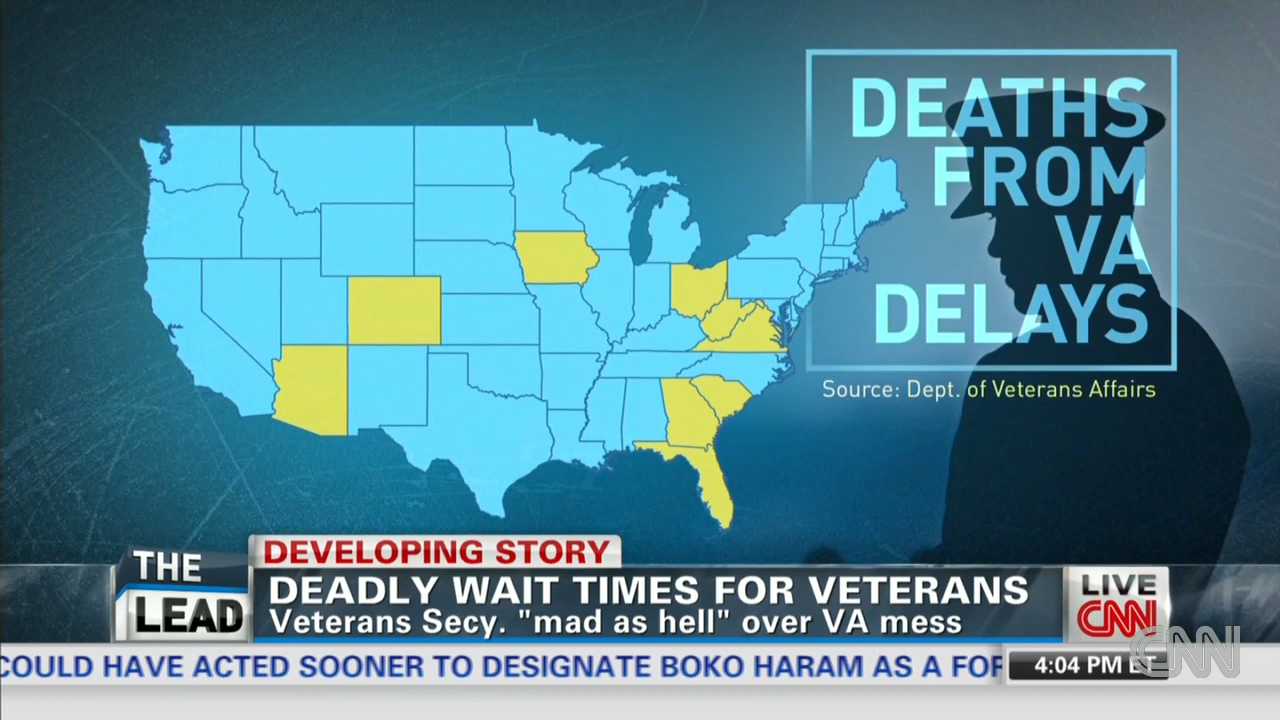 DEATHS
FROM
VA
DELAYS
Source: Dept. of Veterans Affairs
DEVELOPING STORY
THE
LEAD
DEADLY WAIT TIMES FOR VETERANS
Veterans Secy. "mad as hell" over VA mess
LIVE
CNN
COULD HAVE ACTED SOONER TO DESIGNATE BOKO HARAM AS A FOR
4:04 PM ET
CNN